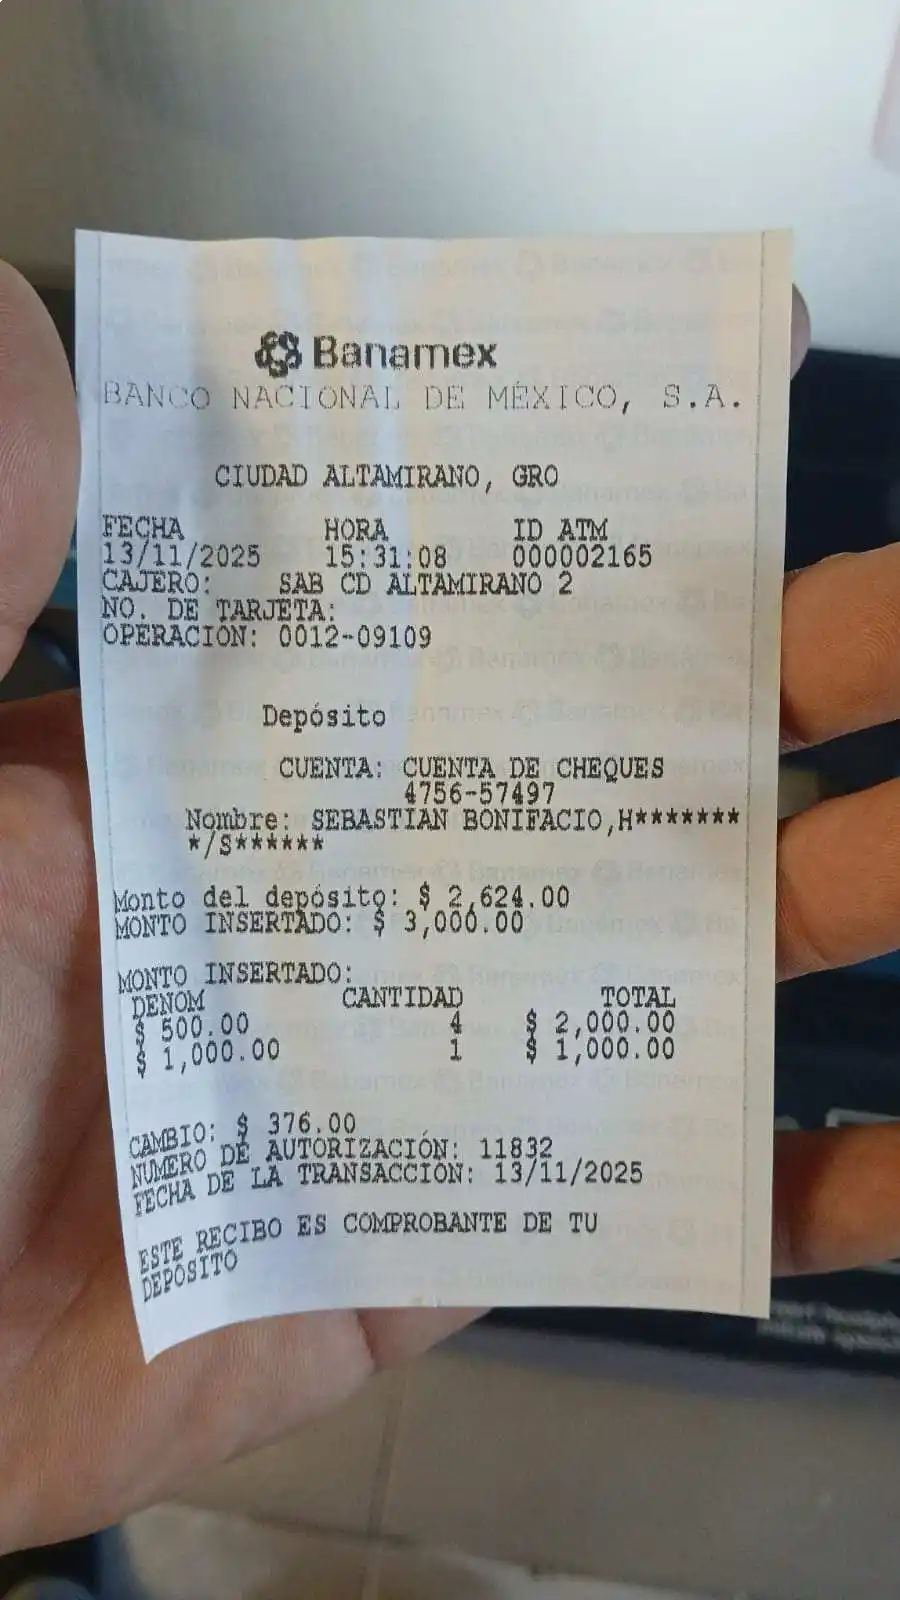 Banamex
BANCO NACIONAL DE MÉXICO, S.A.
CIUDAD ALTAMIRANO, GRO
FECHA HORA ID ATM
13/11/2025 15:31:08 000002165
CAJERO: SAB CD ALTAMIRANO 2
NO. DE TARJETA:
OPERACIÓN: 0012-09109
Depósito
CUENTA: CUENTA DE CHEQUES
4756-57497
Nombre: SEBASTIAN BONIFACIO,H*******
*/S******
Monto del depósito: $ 2,624.00
MONTO INSERTADO: $ 3,000.00
MONTO INSERTADO:
DENOM CANTIDAD TOTAL
$ 500.00 4 $ 2,000.00
$ 1,000.00 1 $ 1,000.00
CAMBIO: $ 376.00
NUMERO DE AUTORIZACIÓN: 11832
FECHA DE LA TRANSACCIÓN: 13/11/2025
ESTE RECIBO ES COMPROBANTE DE TU
DEPÓSITO